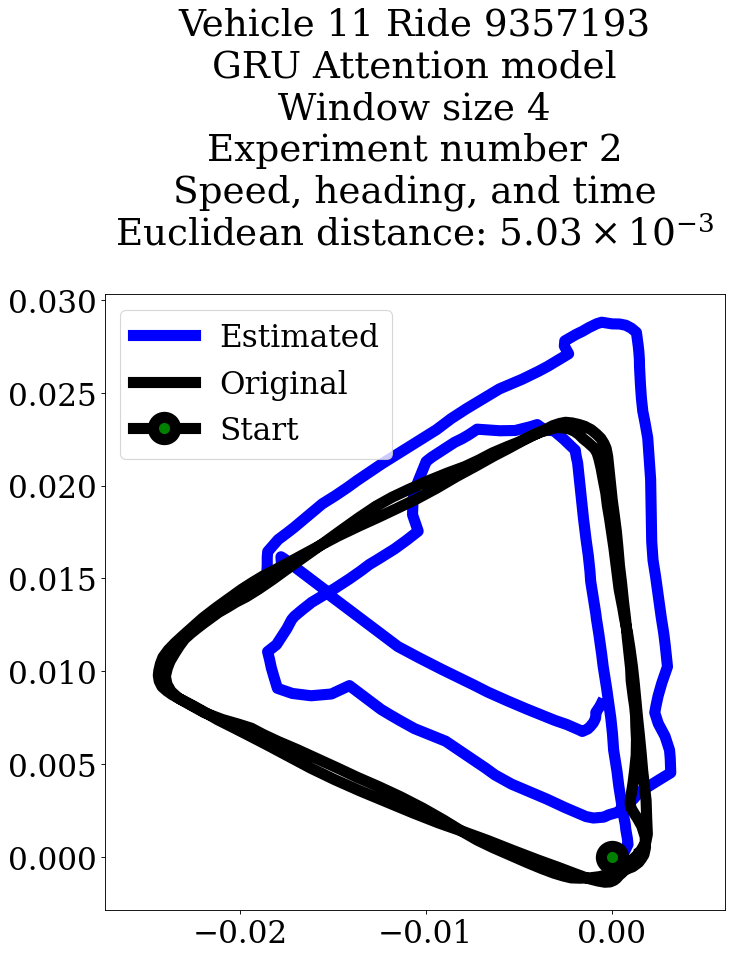 Vehicle 11 Ride 9357193
GRU Attention model
Window size 4
Experiment number 2
Speed, heading, and time
Euclidean distance: 5.03 × 10⁻³
0.030
Estimated
Original
Start
0.025
0.020
0.015
0.010
0.005
0.000
−0.02
−0.01
0.00